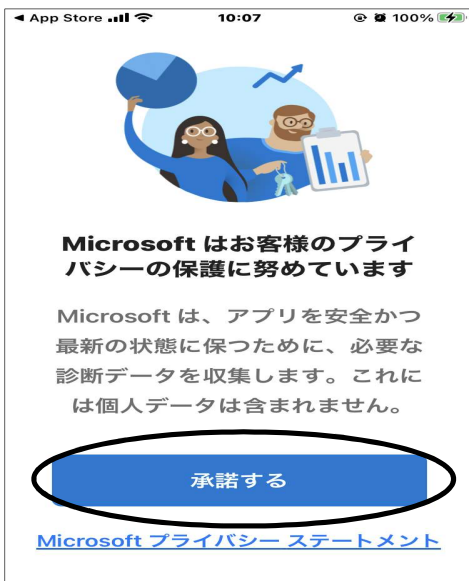 ◀ App Store 10:07 100%
Microsoft はお客様のプライ
バシーの保護に努めています
Microsoft は、アプリを安全かつ
最新の状態に保つために、必要な
診断データを収集します。これに
は個人データは含まれません。
承諾する
Microsoft プライバシー ステートメント